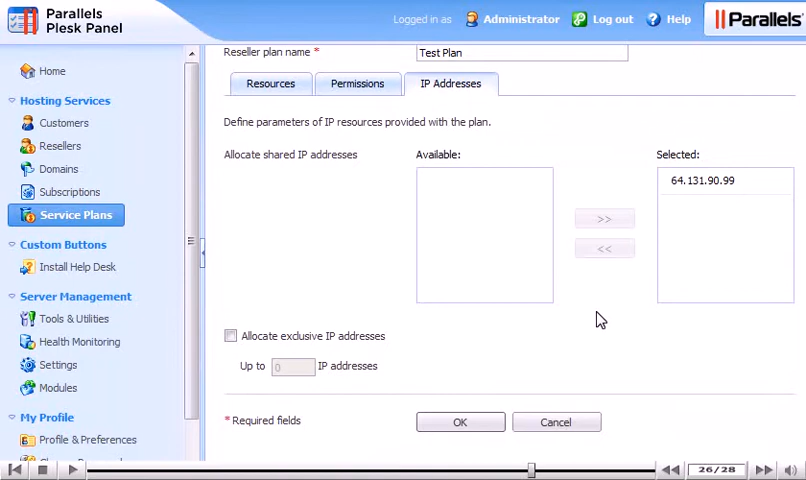 Parallels
Plesk Panel
Logged in as Administrator Log out Help
Parallels
Reseller plan name * Test Plan
Home
Resources Permissions IP Addresses
Hosting Services
Customers
Define parameters of IP resources provided with the plan.
Resellers
Allocate shared IP addresses Available: Selected:
Domains
64.131.90.99
Subscriptions
Service Plans
>>
Custom Buttons
<<
Install Help Desk
Server Management
Tools & Utilities
Allocate exclusive IP addresses
Health Monitoring
Settings
Up to 0 IP addresses
Modules
My Profile
* Required fields OK Cancel
Profile & Preferences
26/28